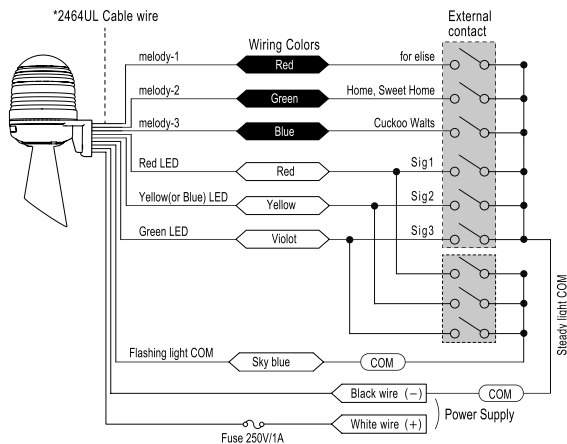 *2464UL Cable wire
External
contact
Wiring Colors
melody-1
Red
for elise
melody-2
Green
Home, Sweet Home
melody-3
Blue
Cuckoo Walts
Red LED
Red
Sig1
Yellow(or Blue) LED
Yellow
Sig2
Green LED
Violot
Sig3
Steady light COM
Flashing light COM
Sky blue
COM
Black wire (−)
COM
Power Supply
White wire (+)
Fuse 250V/1A